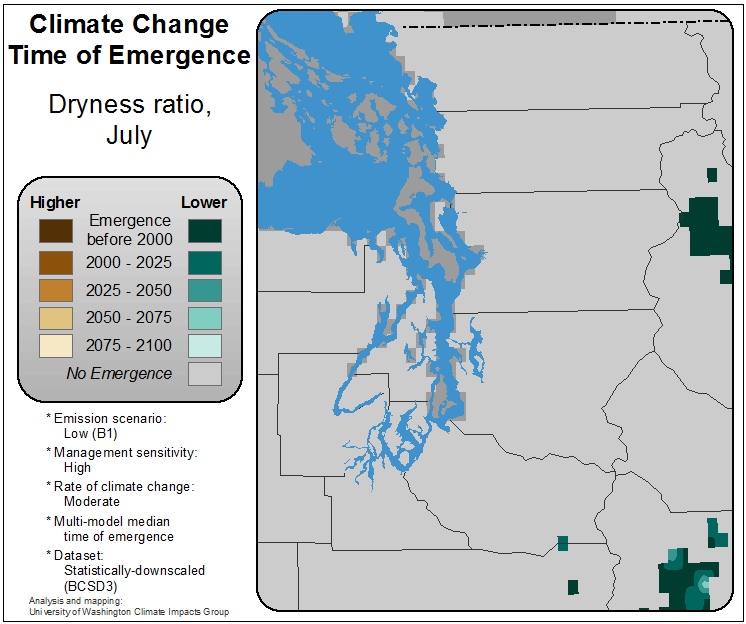 Climate Change
Time of Emergence
Dryness ratio,
July
Higher
Lower
Emergence
before 2000
2000 - 2025
2025 - 2050
2050 - 2075
2075 - 2100
No Emergence
* Emission scenario:
Low (B1)
* Management sensitivity:
High
* Rate of climate change:
Moderate
* Multi-model median
time of emergence
* Dataset:
Statistically-downscaled
(BCSD3)
Analysis and mapping:
University of Washington Climate Impacts Group